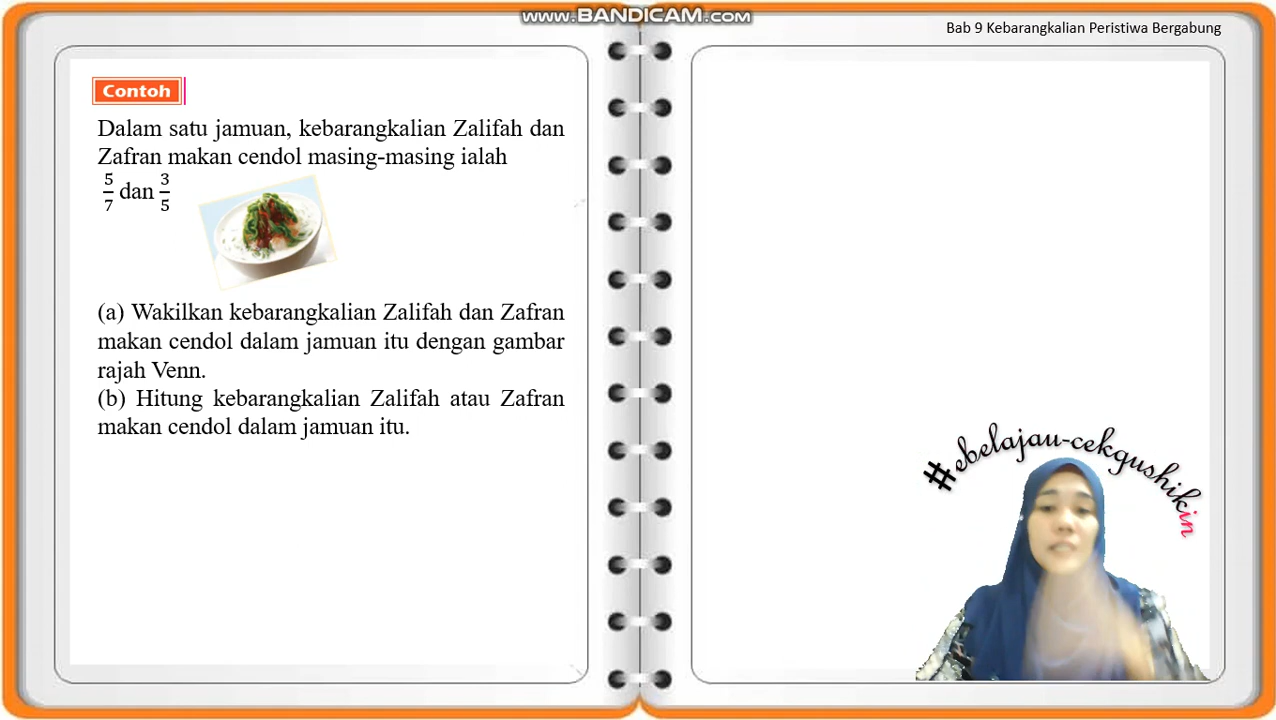 www.BANDICAM.com
Bab 9 Kebarangkalian Peristiwa Bergabung
Contoh
Dalam satu jamuan, kebarangkalian Zalifah dan
Zafran makan cendol masing-masing ialah
5/7 dan 3/5
(a) Wakilkan kebarangkalian Zalifah dan Zafran
makan cendol dalam jamuan itu dengan gambar
rajah Venn.
(b) Hitung kebarangkalian Zalifah atau Zafran
makan cendol dalam jamuan itu.
#ebelajau-cekgushikin